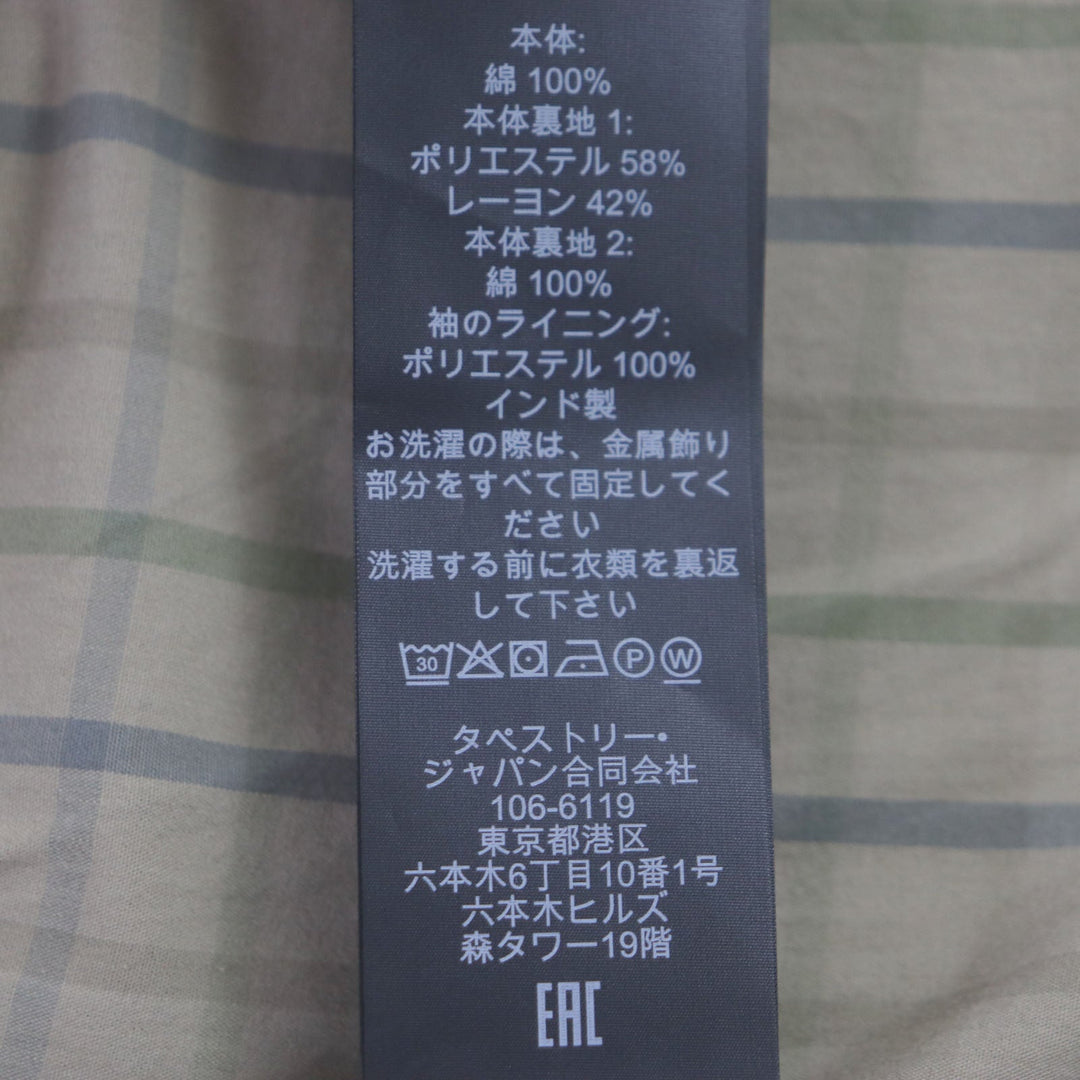 本体:
綿 100%
本体裏地 1:
ポリエステル 58%
レーヨン 42%
本体裏地 2:
綿 100%
袖のライニング:
ポリエステル 100%
インド製
お洗濯の際は、金属飾り
部分をすべて固定してく
ださい
洗濯する前に衣類を裏返
して下さい
30 P W
タペストリー•
ジャパン合同会社
106-6119
東京都港区
六本木6丁目10番1号
六本木ヒルズ
森タワー19階
EAC